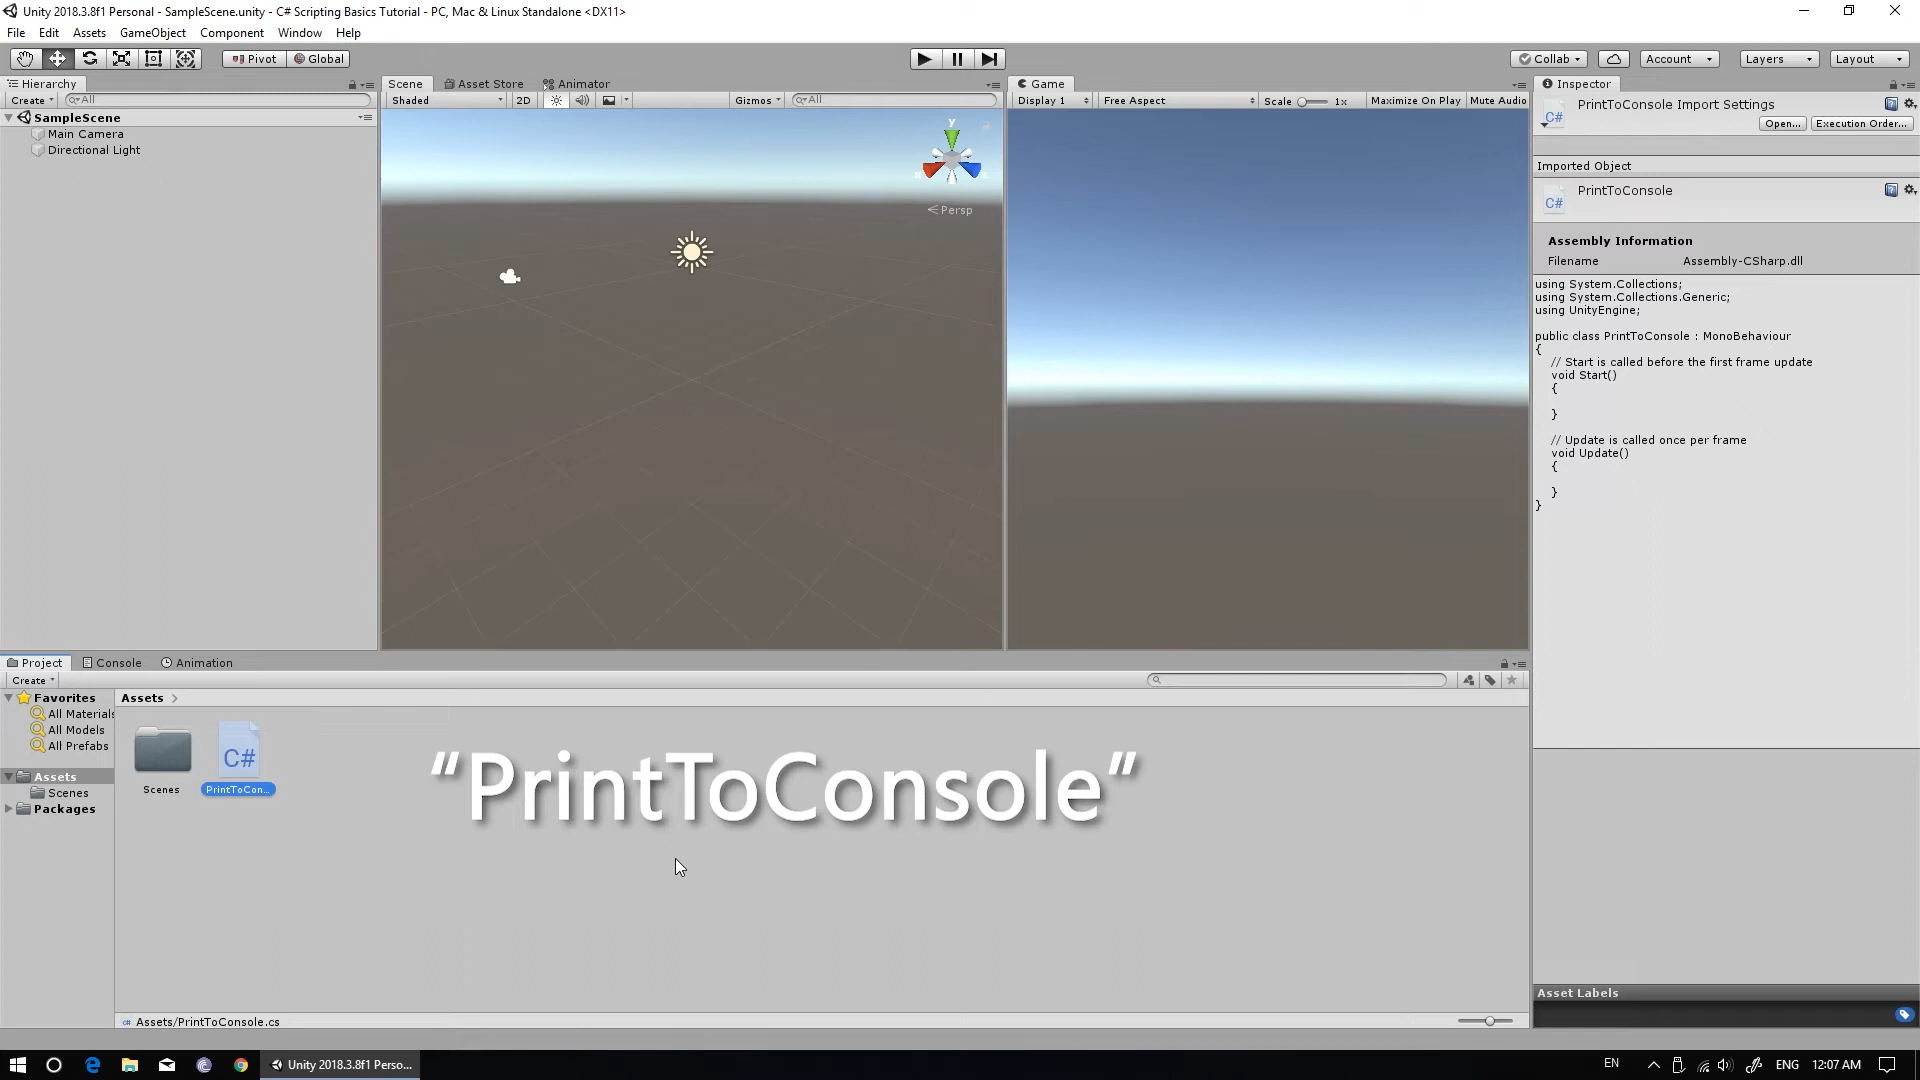 Unity 2018.3.8f1 Personal - SampleScene.unity - C# Scripting Basics Tutorial - PC, Mac & Linux Standalone <DX11>
File Edit Assets GameObject Component Window Help
Pivot Global
Collab Account Layers Layout
Hierarchy
Create All
SampleScene
Main Camera
Directional Light
Scene Asset Store Animator
Shaded 2D Gizmos All
y
Persp
Game
Display 1 Free Aspect Scale 1x Maximize On Play Mute Audio
Inspector
C#
PrintToConsole Import Settings
Open... Execution Order...
Imported Object
C#
PrintToConsole
Assembly Information
Filename Assembly-CSharp.dll
using System.Collections;
using System.Collections.Generic;
using UnityEngine;
public class PrintToConsole : MonoBehaviour
{
// Start is called before the first frame update
void Start()
{
}
// Update is called once per frame
void Update()
{
}
}
Project Console Animation
Create
Favorites
All Materials
All Models
All Prefabs
Assets
Scenes
Packages
Assets
C#
Scenes
PrintToCon...
"PrintToConsole"
Assets/PrintToConsole.cs
Asset Labels
Unity 2018.3.8f1 Perso...
EN
ENG
12:07 AM